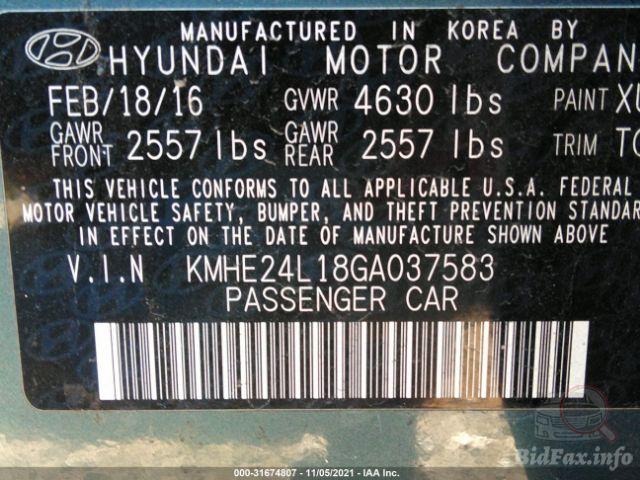 MANUFACTURED IN KOREA BY
HYUNDAI MOTOR COMPAN
FEB/18/16 GVWR 4630 lbs PAINT
GAWR FRONT 2557 lbs GAWR REAR 2557 lbs TRIM
THIS VEHICLE CONFORMS TO ALL APPLICABLE U.S.A. FEDERAL
MOTOR VEHICLE SAFETY, BUMPER, AND THEFT PREVENTION STANDAR
IN EFFECT ON THE DATE OF MANUFACTURE SHOWN ABOVE
V.I.N KMHE24L18GA037583
PASSENGER CAR
BidFax.info
000-31674807 - 11/05/2021 - IAA Inc.